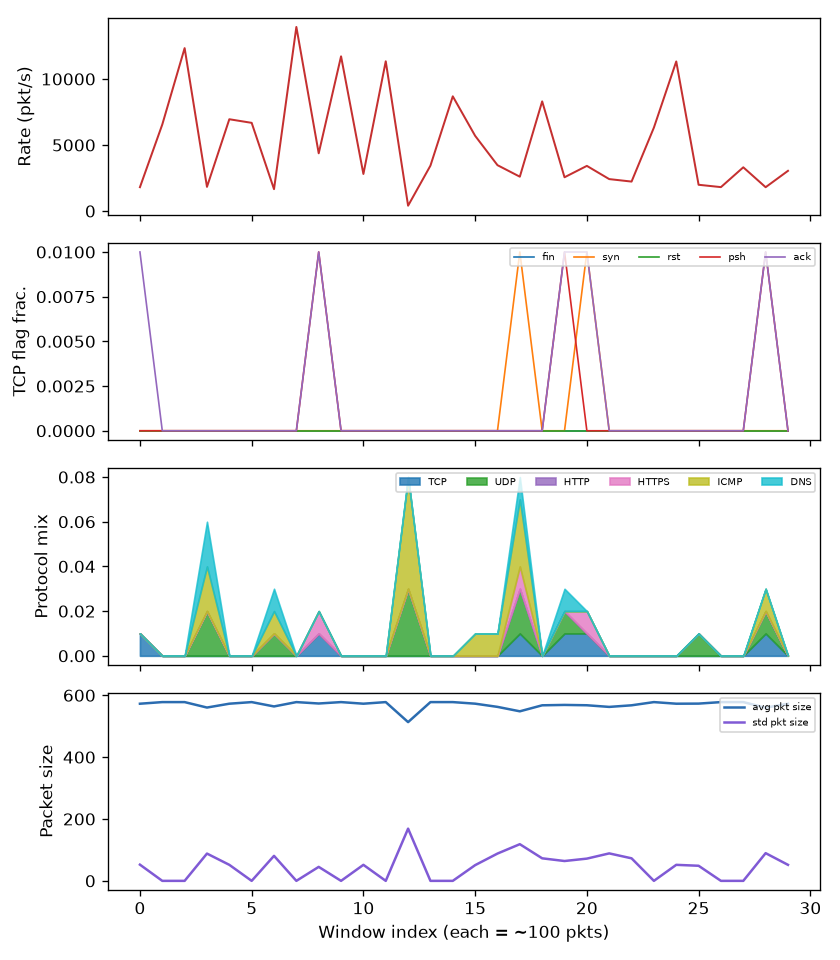 Rate (pkt/s)
10000
5000
0
TCP flag frac.
0.0100
0.0075
0.0050
0.0025
0.0000
fin syn rst psh ack
Protocol mix
0.08
0.06
0.04
0.02
0.00
TCP UDP HTTP HTTPS ICMP DNS
Packet size
600
400
200
0
avg pkt size
std pkt size
0 5 10 15 20 25 30
Window index (each = ~100 pkts)